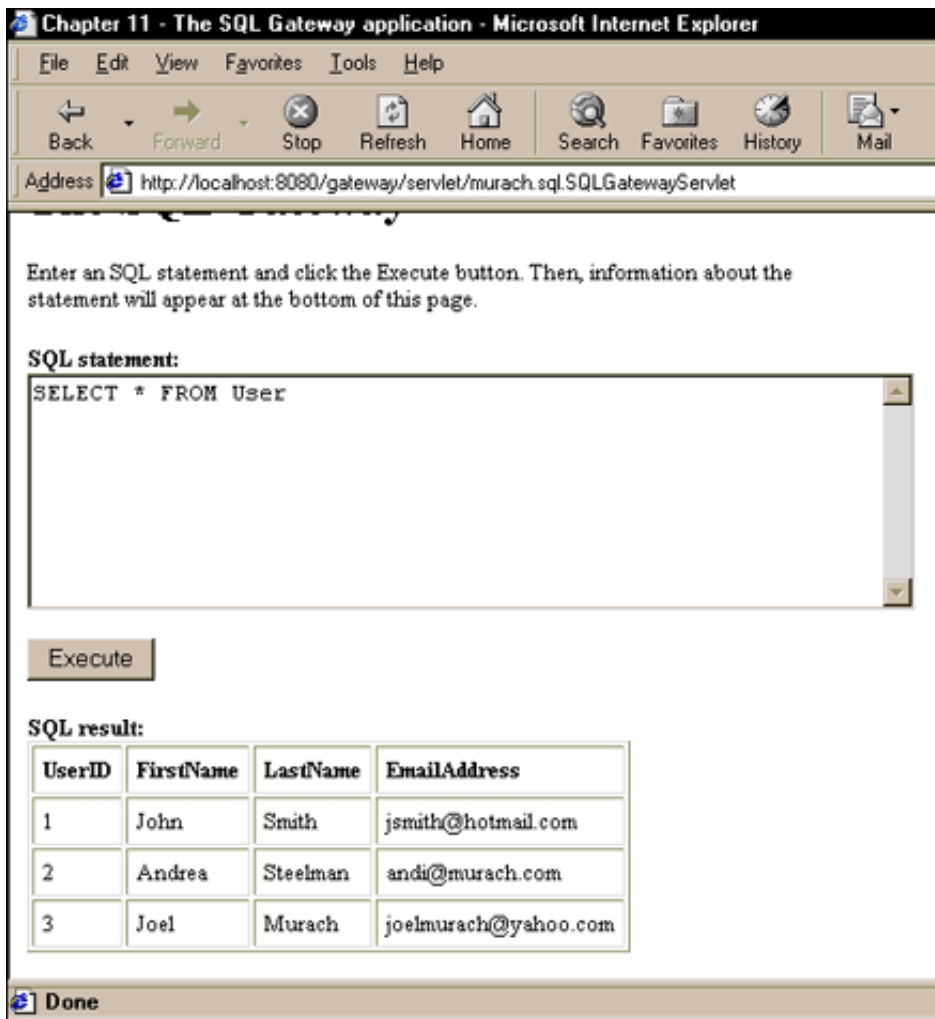 Chapter 11 - The SQL Gateway application - Microsoft Internet Explorer
File Edit View Favorites Tools Help
Back Forward Stop Refresh Home Search Favorites History Mail
Address http://localhost:8080/gateway/servlet/murach.sql.SQLGatewayServlet
Enter an SQL statement and click the Execute button. Then, information about the
statement will appear at the bottom of this page.
SQL statement:
SELECT * FROM User
Execute
SQL result:
UserID FirstName LastName EmailAddress
1 John Smith jsmith@hotmail.com
2 Andrea Steelman andi@murach.com
3 Joel Murach joelmurach@yahoo.com
Done